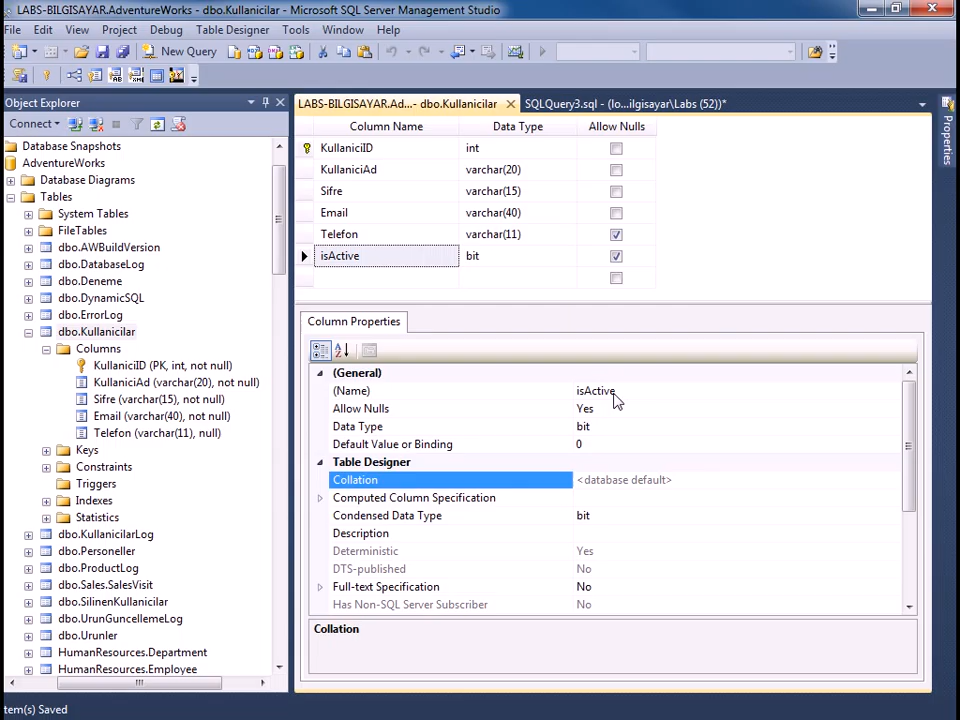 LABS-BILGISAYAR.AdventureWorks - dbo.Kullanicilar - Microsoft SQL Server Management Studio
File Edit View Project Debug Table Designer Tools Window Help
New Query
Object Explorer
Connect
Database Snapshots
AdventureWorks
Database Diagrams
Tables
System Tables
FileTables
dbo.AWBuildVersion
dbo.DatabaseLog
dbo.Deneme
dbo.DynamicSQL
dbo.ErrorLog
dbo.Kullanicilar
Columns
KullaniciID (PK, int, not null)
KullaniciAd (varchar(20), not null)
Sifre (varchar(15), not null)
Email (varchar(40), not null)
Telefon (varchar(11), null)
Keys
Constraints
Triggers
Indexes
Statistics
dbo.KullanicilarLog
dbo.Personeller
dbo.ProductLog
dbo.Sales.SalesVisit
dbo.SilinenKullanicilar
dbo.UrunGuncellemeLog
dbo.Urunler
HumanResources.Department
HumanResources.Employee
LABS-BILGISAYAR.Ad...- dbo.Kullanicilar
SQLQuery3.sql - (lo...ilgisayar\Labs (52))*
Column Name Data Type Allow Nulls
KullaniciID int
KullaniciAd varchar(20)
Sifre varchar(15)
Email varchar(40)
Telefon varchar(11)
isActive bit
Column Properties
(General)
(Name) isActive
Allow Nulls Yes
Data Type bit
Default Value or Binding 0
Table Designer
Collation <database default>
Computed Column Specification
Condensed Data Type bit
Description
Deterministic Yes
DTS-published No
Full-text Specification No
Has Non-SQL Server Subscriber No
Collation
Properties
tem(s) Saved